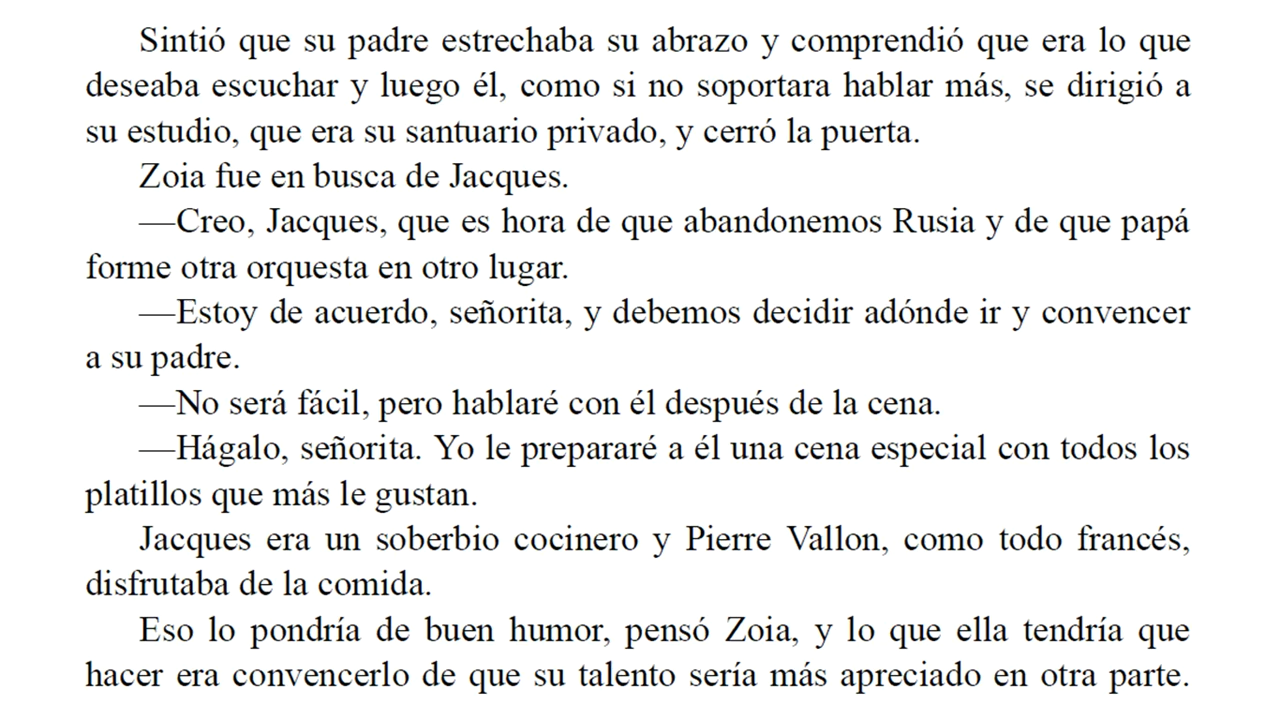 Sintió que su padre estrechaba su abrazo y comprendió que era lo que
deseaba escuchar y luego él, como si no soportara hablar más, se dirigió a
su estudio, que era su santuario privado, y cerró la puerta.
Zoia fue en busca de Jacques.
—Creo, Jacques, que es hora de que abandonemos Rusia y de que papá
forme otra orquesta en otro lugar.
—Estoy de acuerdo, señorita, y debemos decidir adónde ir y convencer
a su padre.
—No será fácil, pero hablaré con él después de la cena.
—Hágalo, señorita. Yo le prepararé a él una cena especial con todos los
platillos que más le gustan.
Jacques era un soberbio cocinero y Pierre Vallon, como todo francés,
disfrutaba de la comida.
Eso lo pondría de buen humor, pensó Zoia, y lo que ella tendría que
hacer era convencerlo de que su talento sería más apreciado en otra parte.